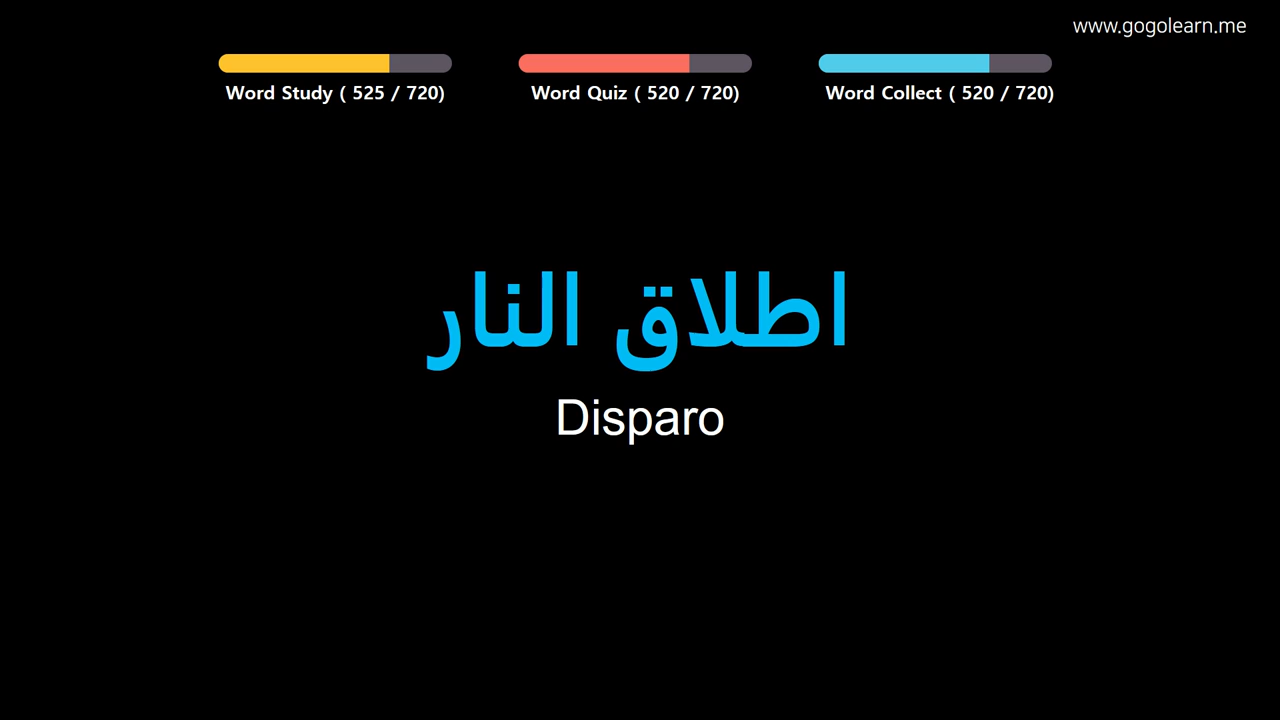 www.gogolearn.me
Word Study ( 525 / 720)
Word Quiz ( 520 / 720)
Word Collect ( 520 / 720)
اطلاق النار
Disparo